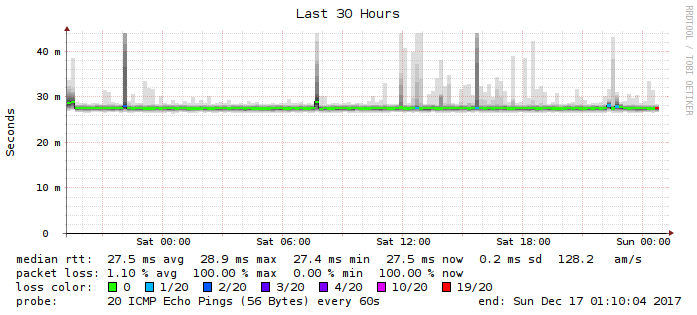 Last 30 Hours
RRDTOOL / TOBI OETIKER
Seconds
40 m
30 m
20 m
10 m
0
Sat 00:00 Sat 06:00 Sat 12:00 Sat 18:00 Sun 00:00
median rtt: 27.5 ms avg 28.9 ms max 27.4 ms min 27.5 ms now 0.2 ms sd 128.2 am/s
packet loss: 1.10 % avg 100.00 % max 0.00 % min 100.00 % now
loss color: 0 1/20 2/20 3/20 4/20 10/20 19/20
probe: 20 ICMP Echo Pings (56 Bytes) every 60s end: Sun Dec 17 01:10:04 2017